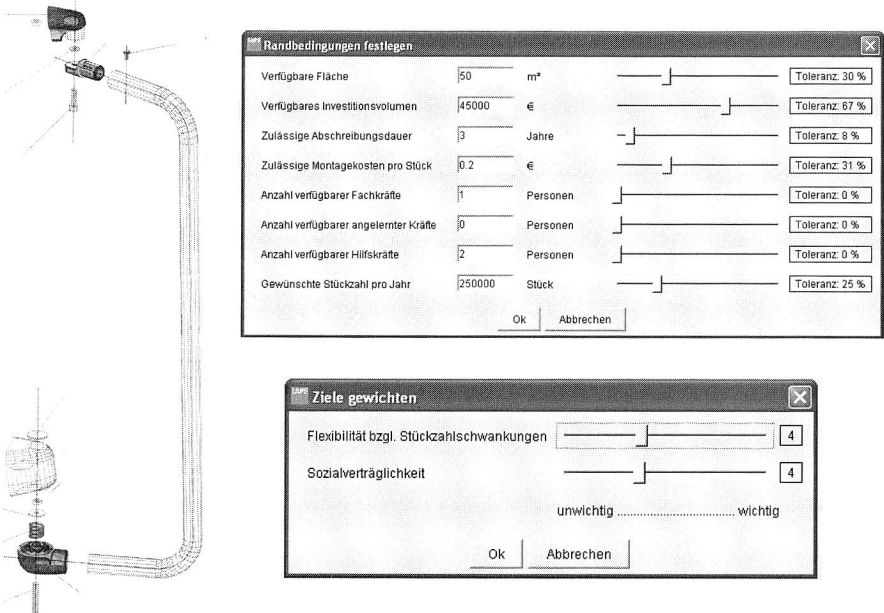 Randbedingungen festlegen
Verfügbare Fläche 50 m² Toleranz: 30 %
Verfügbares Investitionsvolumen 45000 € Toleranz: 67 %
Zulässige Abschreibungsdauer 3 Jahre Toleranz: 8 %
Zulässige Montagekosten pro Stück 0.2 € Toleranz: 31 %
Anzahl verfügbarer Fachkräfte 1 Personen Toleranz: 0 %
Anzahl verfügbarer angelernter Kräfte 0 Personen Toleranz: 0 %
Anzahl verfügbarer Hilfskräfte 2 Personen Toleranz: 0 %
Gewünschte Stückzahl pro Jahr 250000 Stück Toleranz: 25 %
Ok Abbrechen
Ziele gewichten
Flexibilität bzgl. Stückzahlschwankungen 4
Sozialverträglichkeit 4
unwichtig ............................ wichtig
Ok Abbrechen